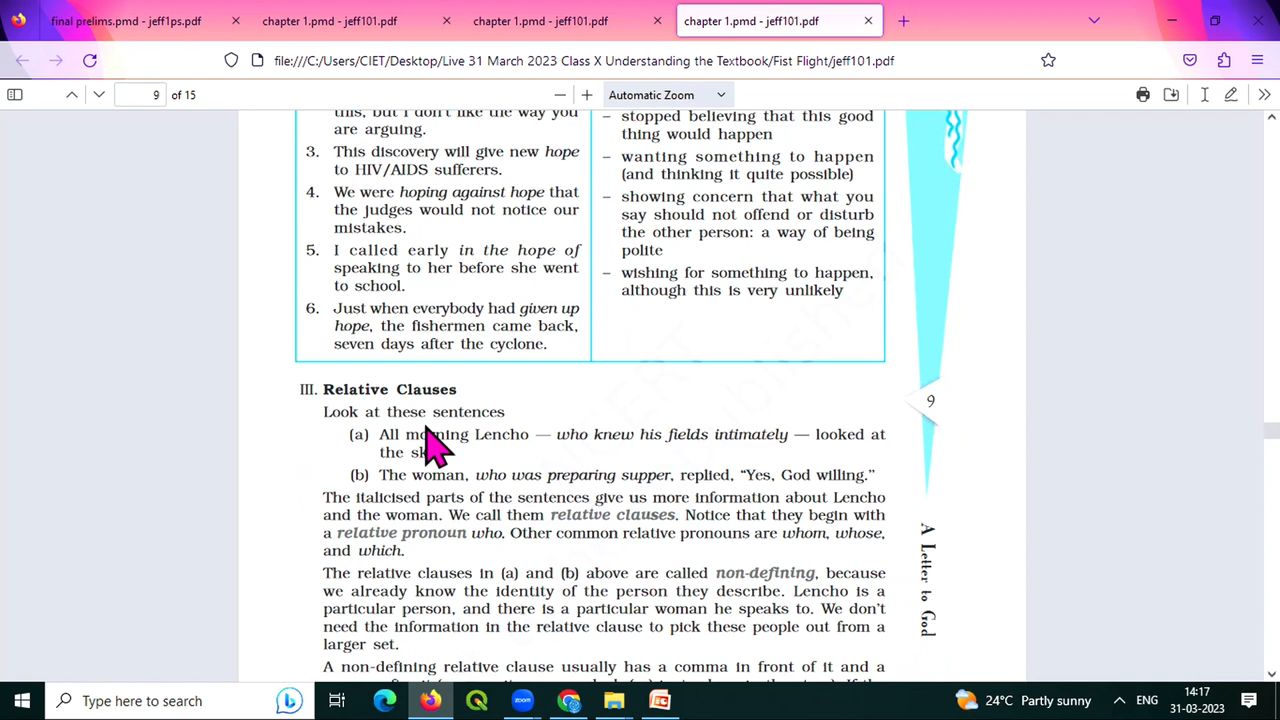 final prelims.pmd - jeff1ps.pdf
chapter 1.pmd - jeff101.pdf
chapter 1.pmd - jeff101.pdf
chapter 1.pmd - jeff101.pdf
file:///C:/Users/CIET/Desktop/Live 31 March 2023 Class X Understanding the Textbook/Fist Flight/jeff101.pdf
9 of 15
Automatic Zoom
this, but I don't like the way you
are arguing.
3. This discovery will give new hope
to HIV/AIDS sufferers.
4. We were hoping against hope that
the judges would not notice our
mistakes.
5. I called early in the hope of
speaking to her before she went
to school.
6. Just when everybody had given up
hope, the fishermen came back,
seven days after the cyclone.
– stopped believing that this good
thing would happen
– wanting something to happen
(and thinking it quite possible)
– showing concern that what you
say should not offend or disturb
the other person: a way of being
polite
– wishing for something to happen,
although this is very unlikely
III. Relative Clauses
Look at these sentences
(a) All morning Lencho — who knew his fields intimately — looked at
the
(b) The woman, who was preparing supper, replied, “Yes, God willing.”
The italicised parts of the sentences give us more information about Lencho
and the woman. We call them relative clauses. Notice that they begin with
a relative pronoun who. Other common relative pronouns are whom, whose,
and which.
The relative clauses in (a) and (b) above are called non-defining, because
we already know the identity of the person they describe. Lencho is a
particular person, and there is a particular woman he speaks to. We don't
need the information in the relative clause to pick these people out from a
larger set.
A non-defining relative clause usually has a comma in front of it and a
9
A Letter to God
Type here to search
24°C Partly sunny
ENG
14:17
31-03-2023